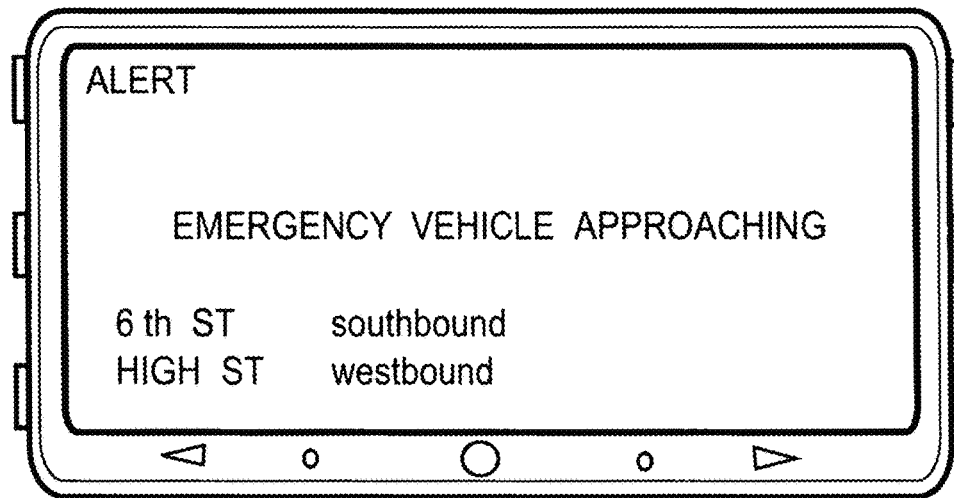 ALERT
EMERGENCY VEHICLE APPROACHING
6 th ST southbound
HIGH ST westbound